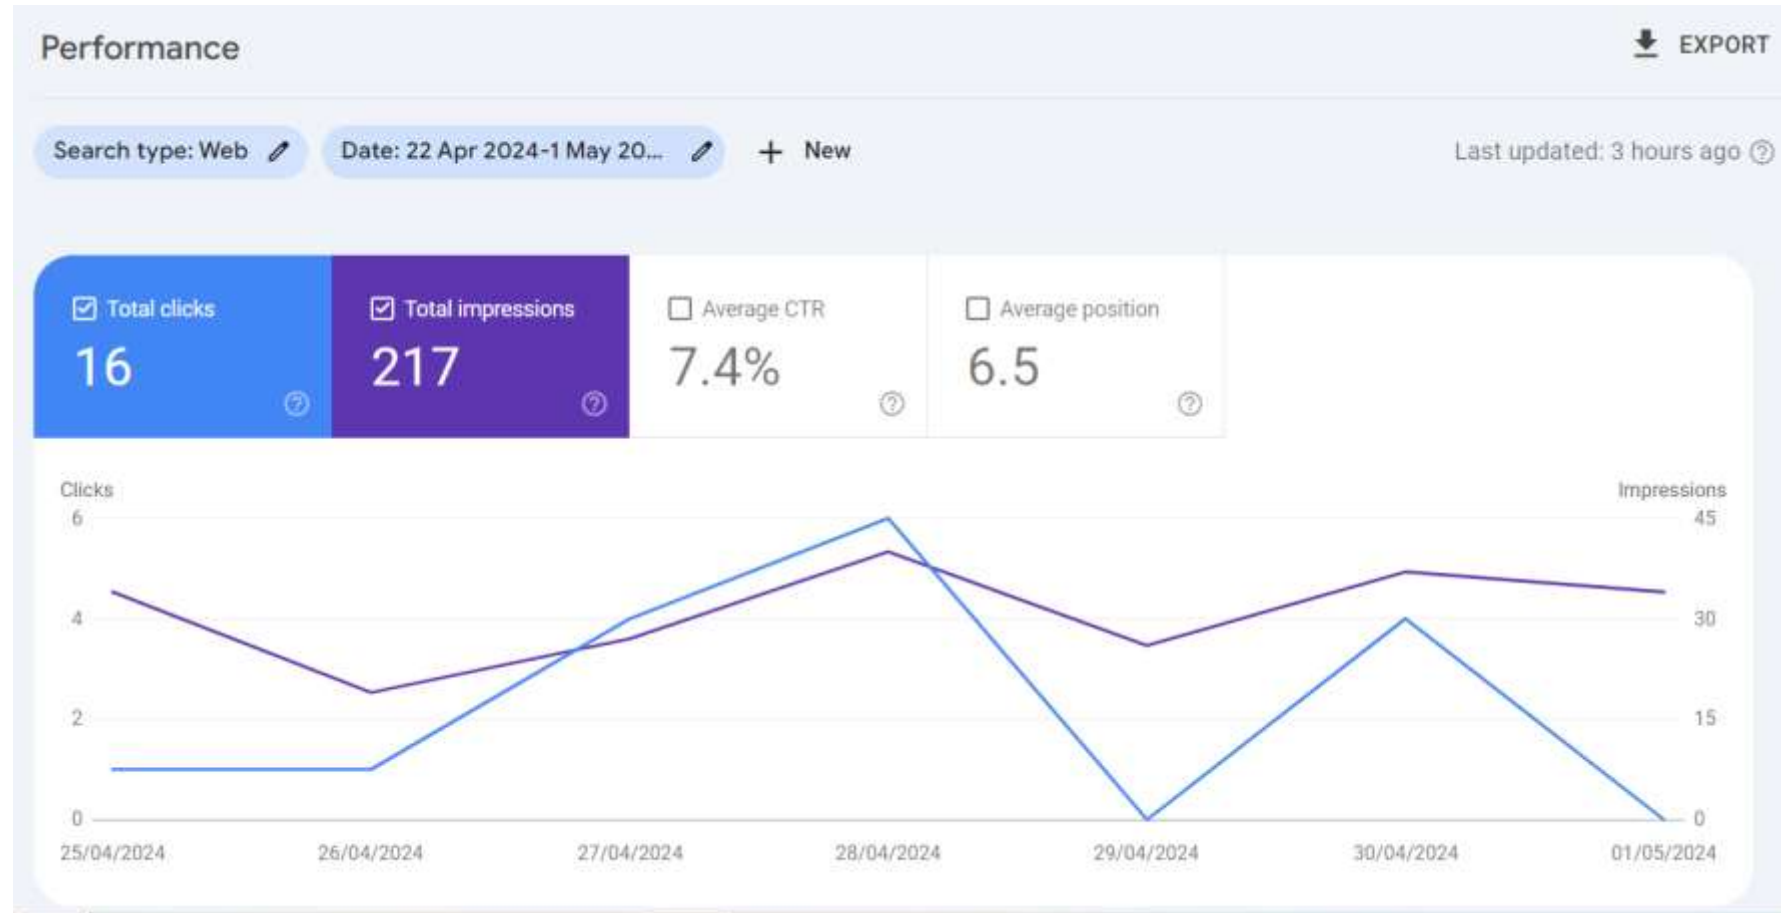 Performance
EXPORT
Search type: Web
Date: 22 Apr 2024-1 May 20...
New
Last updated: 3 hours ago
Total clicks
16
Total impressions
217
Average CTR
7.4%
Average position
6.5
Clicks
Impressions
6
45
4
30
2
15
0
0
25/04/2024
26/04/2024
27/04/2024
28/04/2024
29/04/2024
30/04/2024
01/05/2024